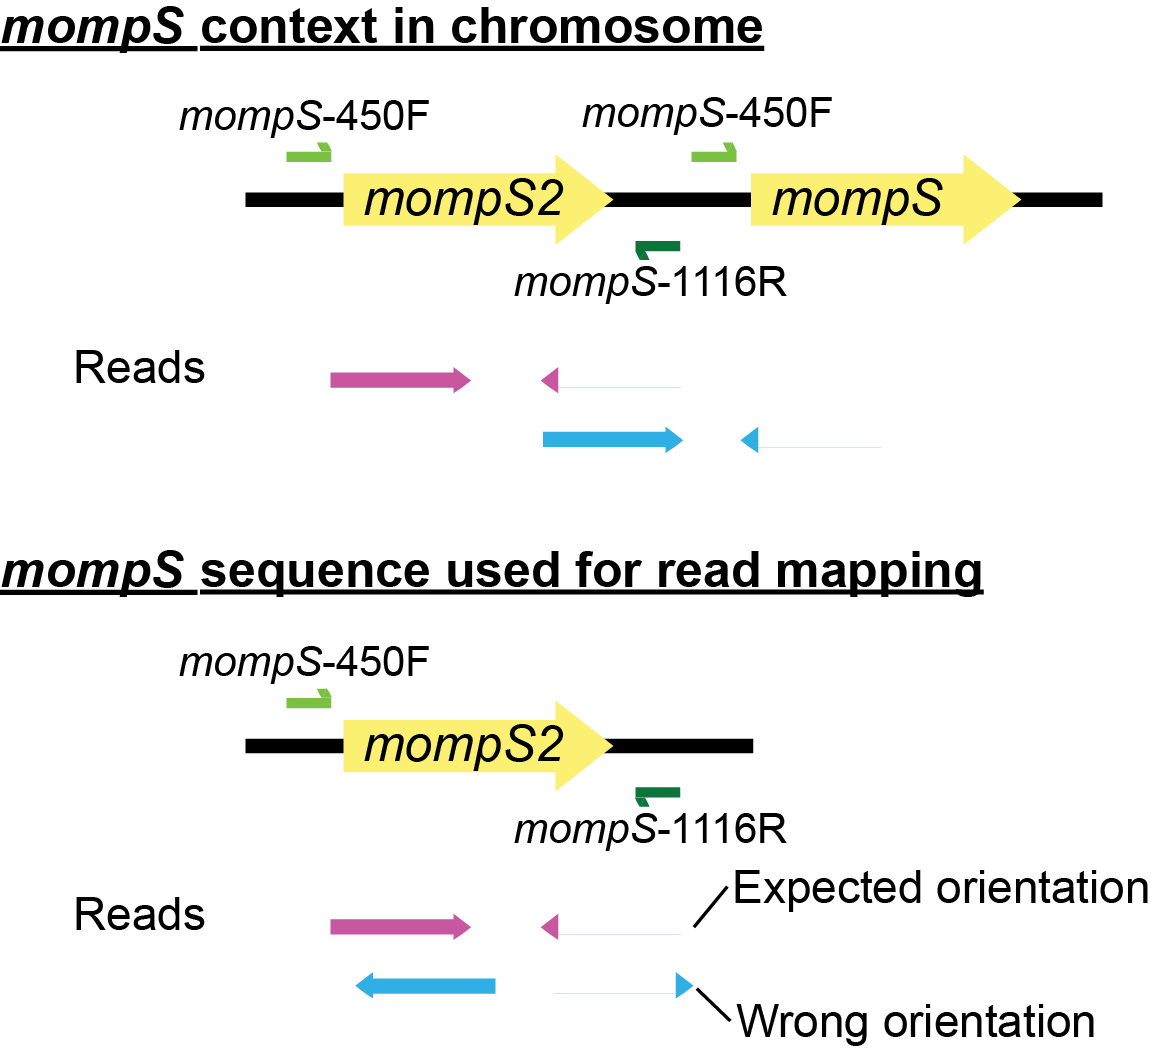 mompS context in chromosome
mompS-450F
mompS-450F
mompS2
mompS
mompS-1116R
Reads
mompS sequence used for read mapping
mompS-450F
mompS2
mompS-1116R
Expected orientation
Reads
Wrong orientation